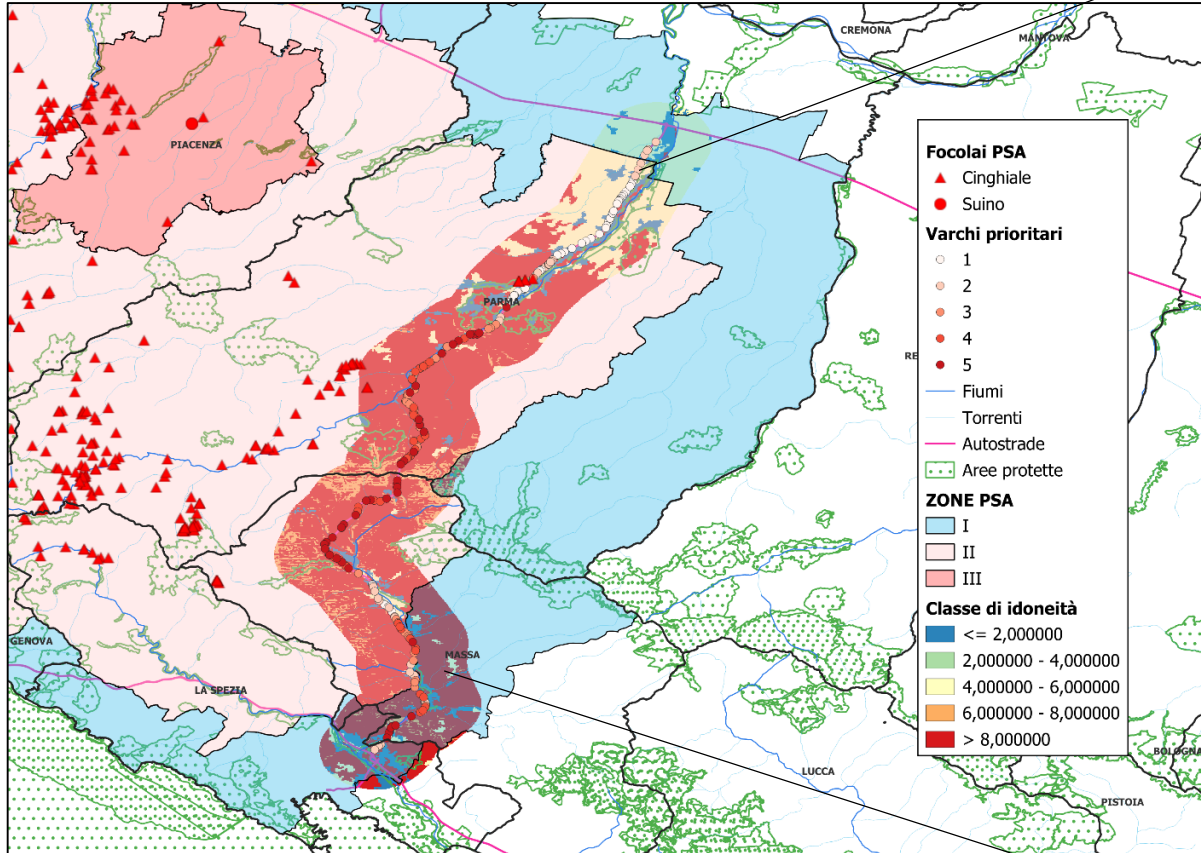 CREMONA
MANTOVA
PIACENZA
PARMA
RE
GENOVA
LA SPEZIA
MASSA
LUCCA
BOLOGNA
PISTOIA
Focolai PSA
Cinghiale
Suino
Varchi prioritari
1
2
3
4
5
Fiumi
Torrenti
Autostrade
Aree protette
ZONE PSA
I
II
III
Classe di idoneità
<= 2,000000
2,000000 - 4,000000
4,000000 - 6,000000
6,000000 - 8,000000
> 8,000000